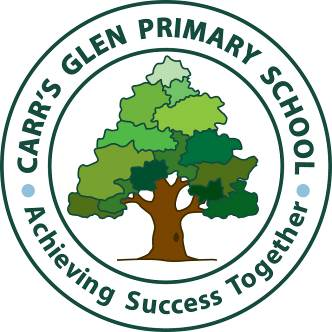 CARR'S GLEN PRIMARY SCHOOL
Achieving Success Together